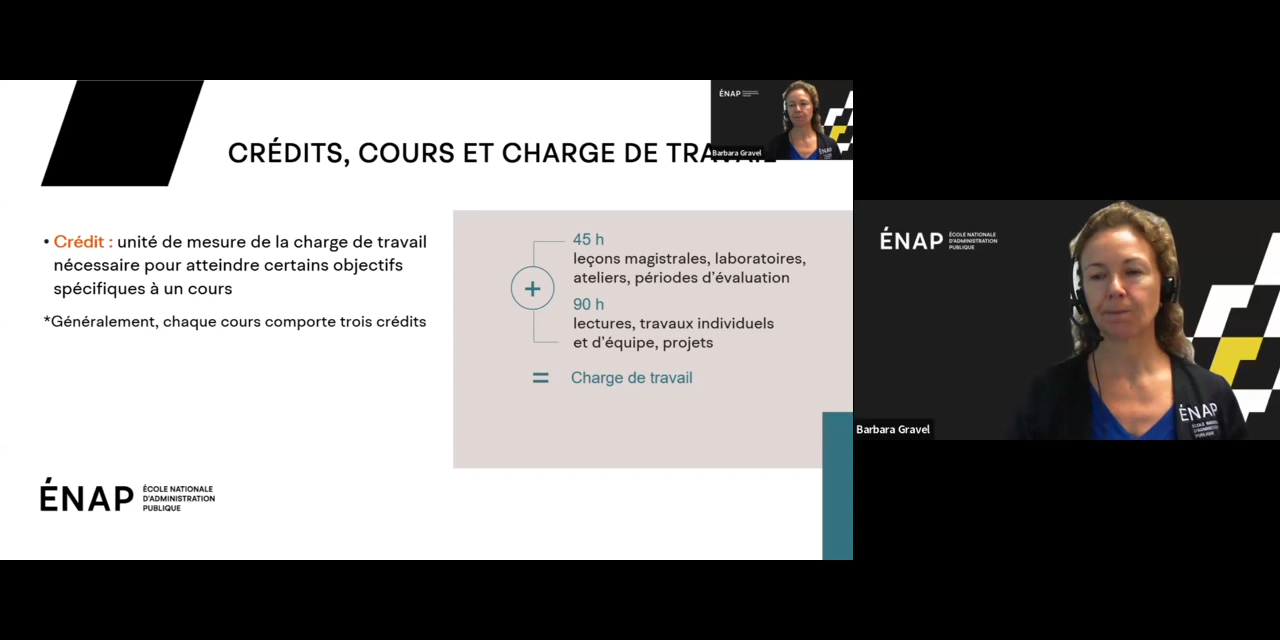 CRÉDITS, COURS ET CHARGE DE
ÉNAP
Barbara Gravel
ÉNAP
• Crédit : unité de mesure de la charge de travail
nécessaire pour atteindre certains objectifs
spécifiques à un cours
*Généralement, chaque cours comporte trois crédits
45 h
leçons magistrales, laboratoires,
ateliers, périodes d'évaluation
+
90 h
lectures, travaux individuels
et d'équipe, projets
= Charge de travail
ÉNAP
ÉCOLE NATIONALE
D'ADMINISTRATION
PUBLIQUE
ÉNAP
ÉCOLE NATIONALE
D'ADMINISTRATION
PUBLIQUE
ÉNAP
Barbara Gravel